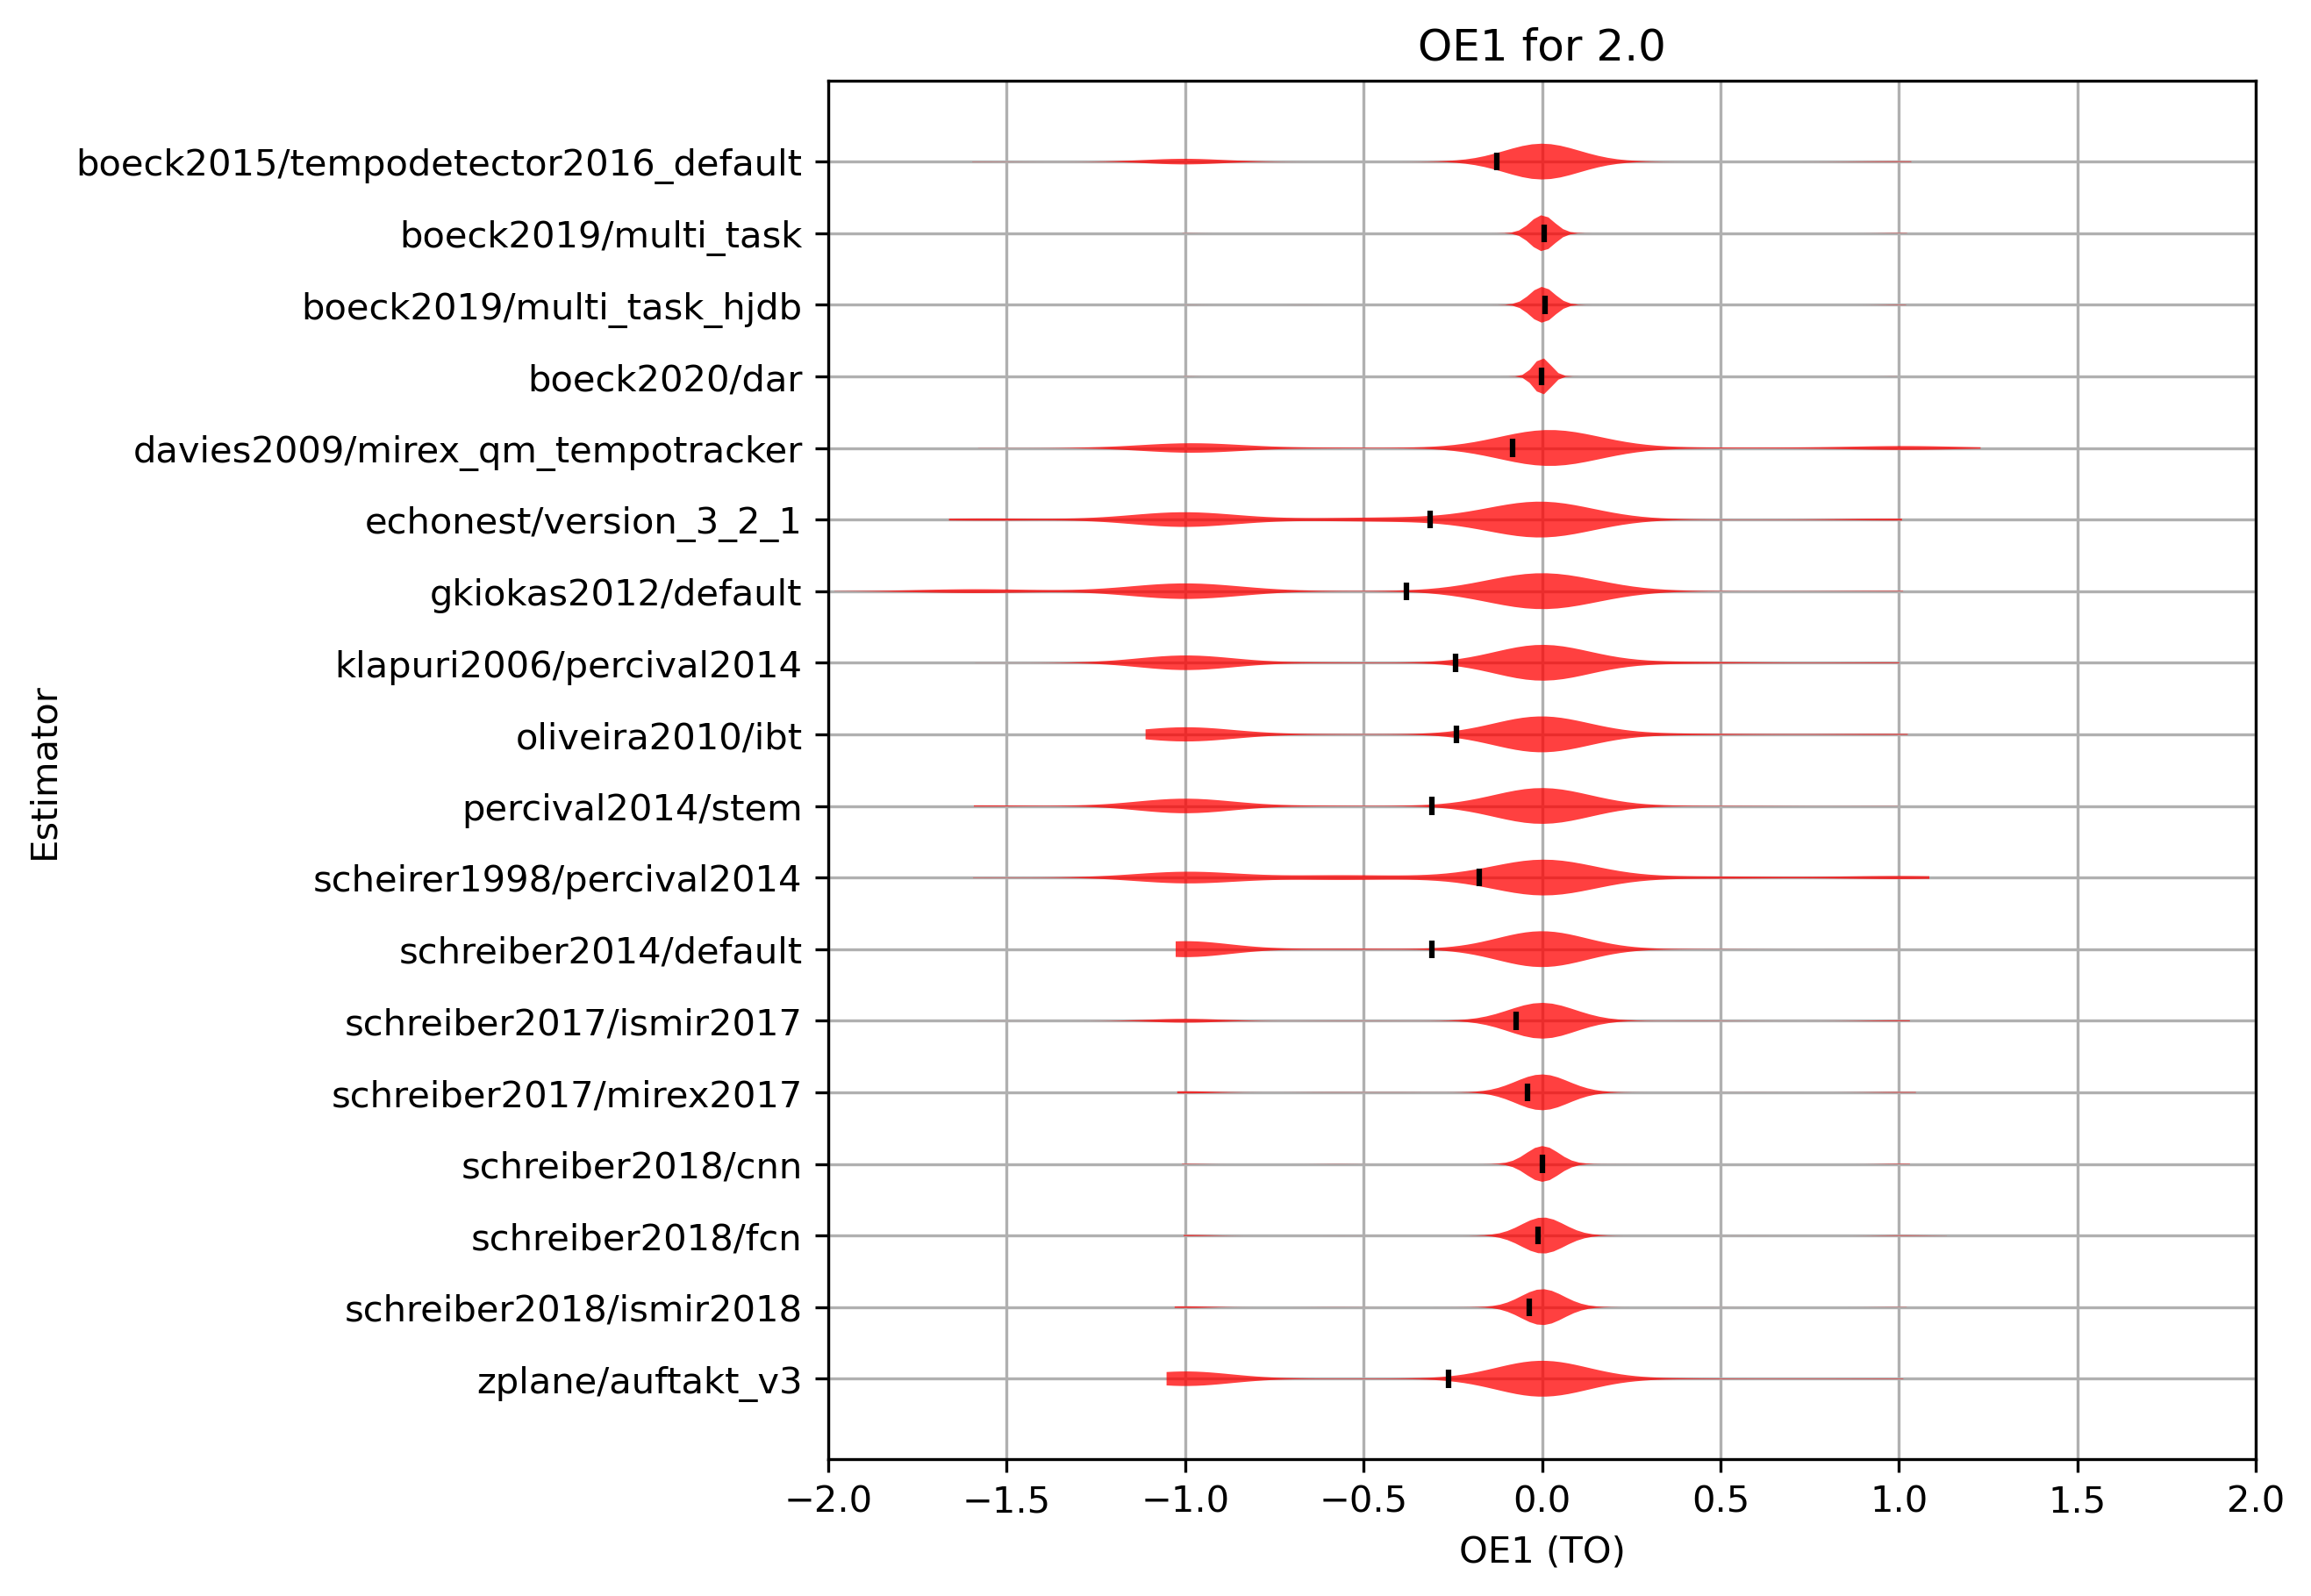 OE1 for 2.0
boeck2015/tempodetector2016_default
boeck2019/multi_task
boeck2019/multi_task_hjdb
boeck2020/dar
davies2009/mirex_qm_tempotracker
echonest/version_3_2_1
gkiokas2012/default
klapuri2006/percival2014
oliveira2010/ibt
percival2014/stem
scheirer1998/percival2014
schreiber2014/default
schreiber2017/ismir2017
schreiber2017/mirex2017
schreiber2018/cnn
schreiber2018/fcn
schreiber2018/ismir2018
zplane/auftakt_v3
Estimator
−2.0 −1.5 −1.0 −0.5 0.0 0.5 1.0 1.5 2.0
OE1 (TO)